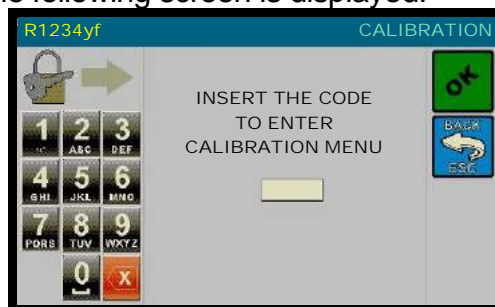 e following screen is displayed:
R1234yf CALIBRATION
INSERT THE CODE
TO ENTER
CALIBRATION MENU
OK
BACK
ESC
1 2 3
ABC DEF
4 5 6
GHI JKL MNO
7 8 9
PQRS TUV WXYZ
0 X